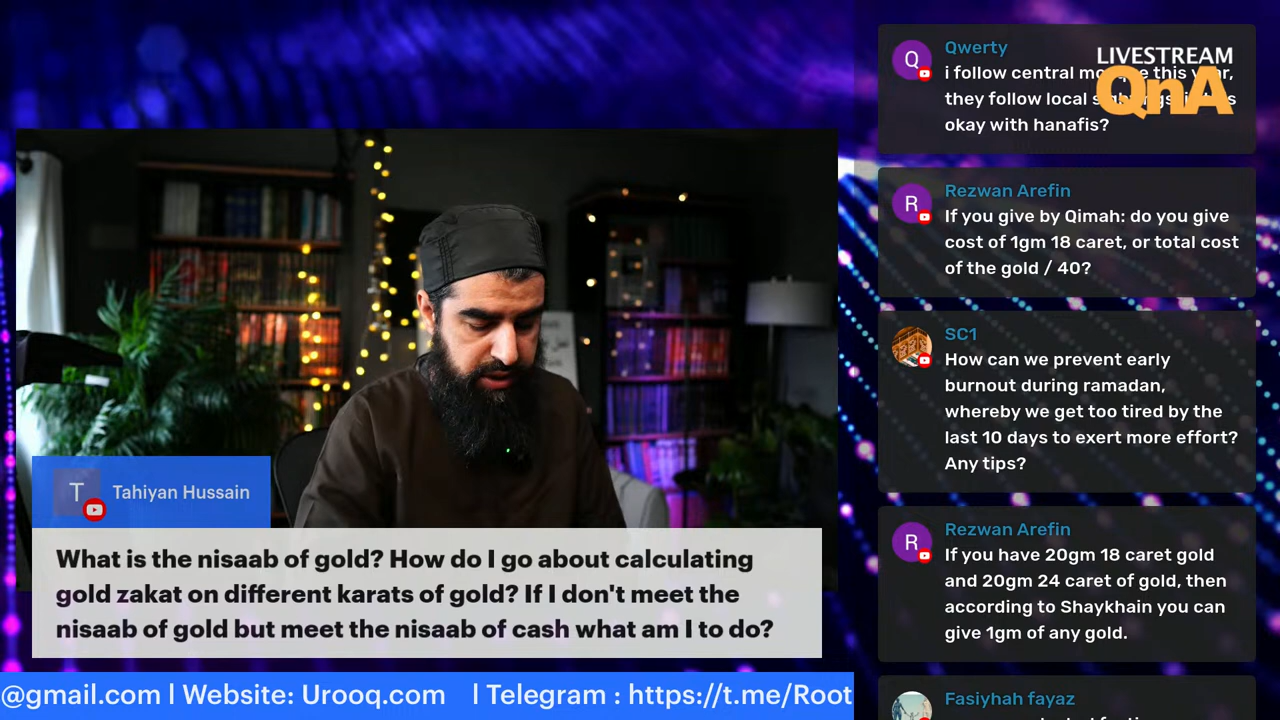 Qwerty
LIVESTREAM
QnA
i follow central this
they follow local
okay with hanafis?
Rezwan Arefin
If you give by Qimah: do you give
cost of 1gm 18 caret, or total cost
of the gold / 40?
SC1
How can we prevent early
burnout during ramadan,
whereby we get too tired by the
last 10 days to exert more effort?
Any tips?
Rezwan Arefin
If you have 20gm 18 caret gold
and 20gm 24 caret of gold, then
according to Shaykhain you can
give 1gm of any gold.
Fasiyhah fayaz
T Tahiyan Hussain
What is the nisaab of gold? How do I go about calculating
gold zakat on different karats of gold? If I don't meet the
nisaab of gold but meet the nisaab of cash what am I to do?
@gmail.com | Website: Urooq.com | Telegram : https://t.me/Root